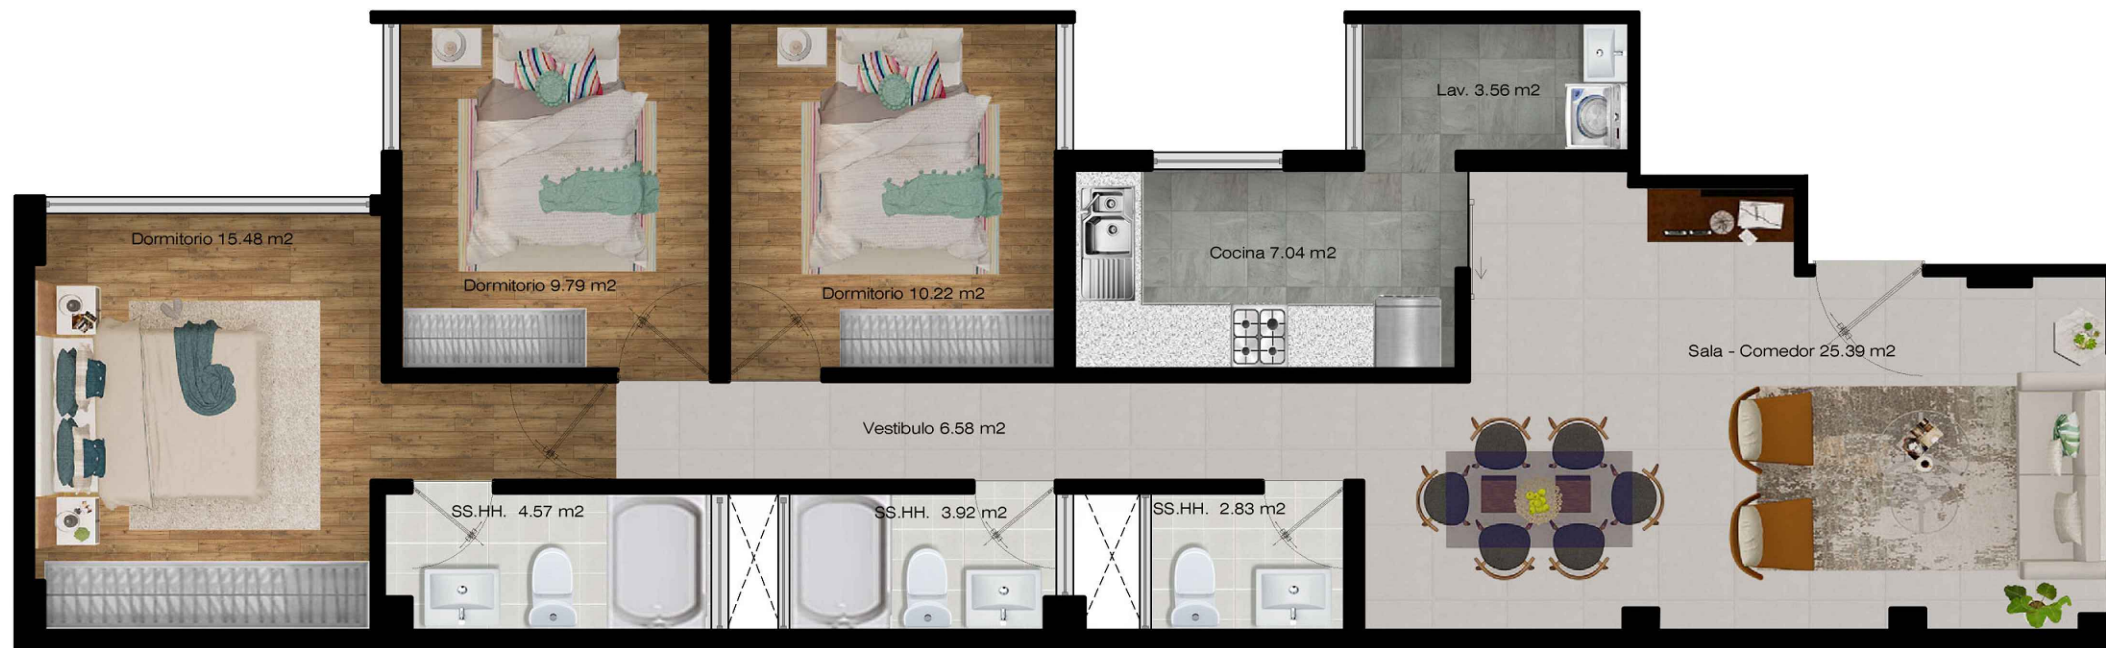 Lav. 3.56 m2
Dormitorio 15.48 m2
Cocina 7.04 m2
Dormitorio 9.79 m2
Dormitorio 10.22 m2
Sala - Comedor 25.39 m2
Vestibulo 6.58 m2
SS.HH. 4.57 m2
SS.HH. 3.92 m2
SS.HH. 2.83 m2